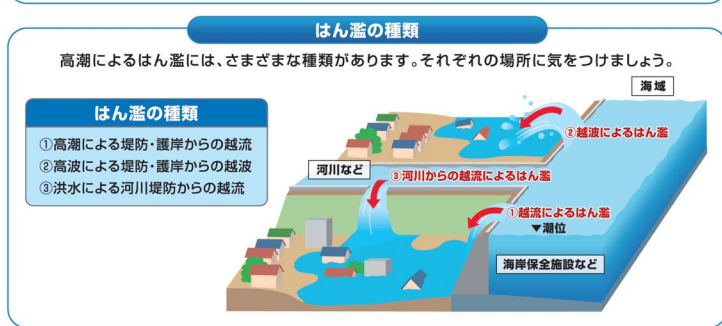 はん濫の種類
高潮によるはん濫には、さまざまな種類があります。それぞれの場所に気をつけましょう。
はん濫の種類
①高潮による堤防・護岸からの越流
②高波による堤防・護岸からの越波
③洪水による河川堤防からの越流
海域
②越波によるはん濫
河川など
③河川からの越流によるはん濫
①越流によるはん濫
▼潮位
海岸保全施設など